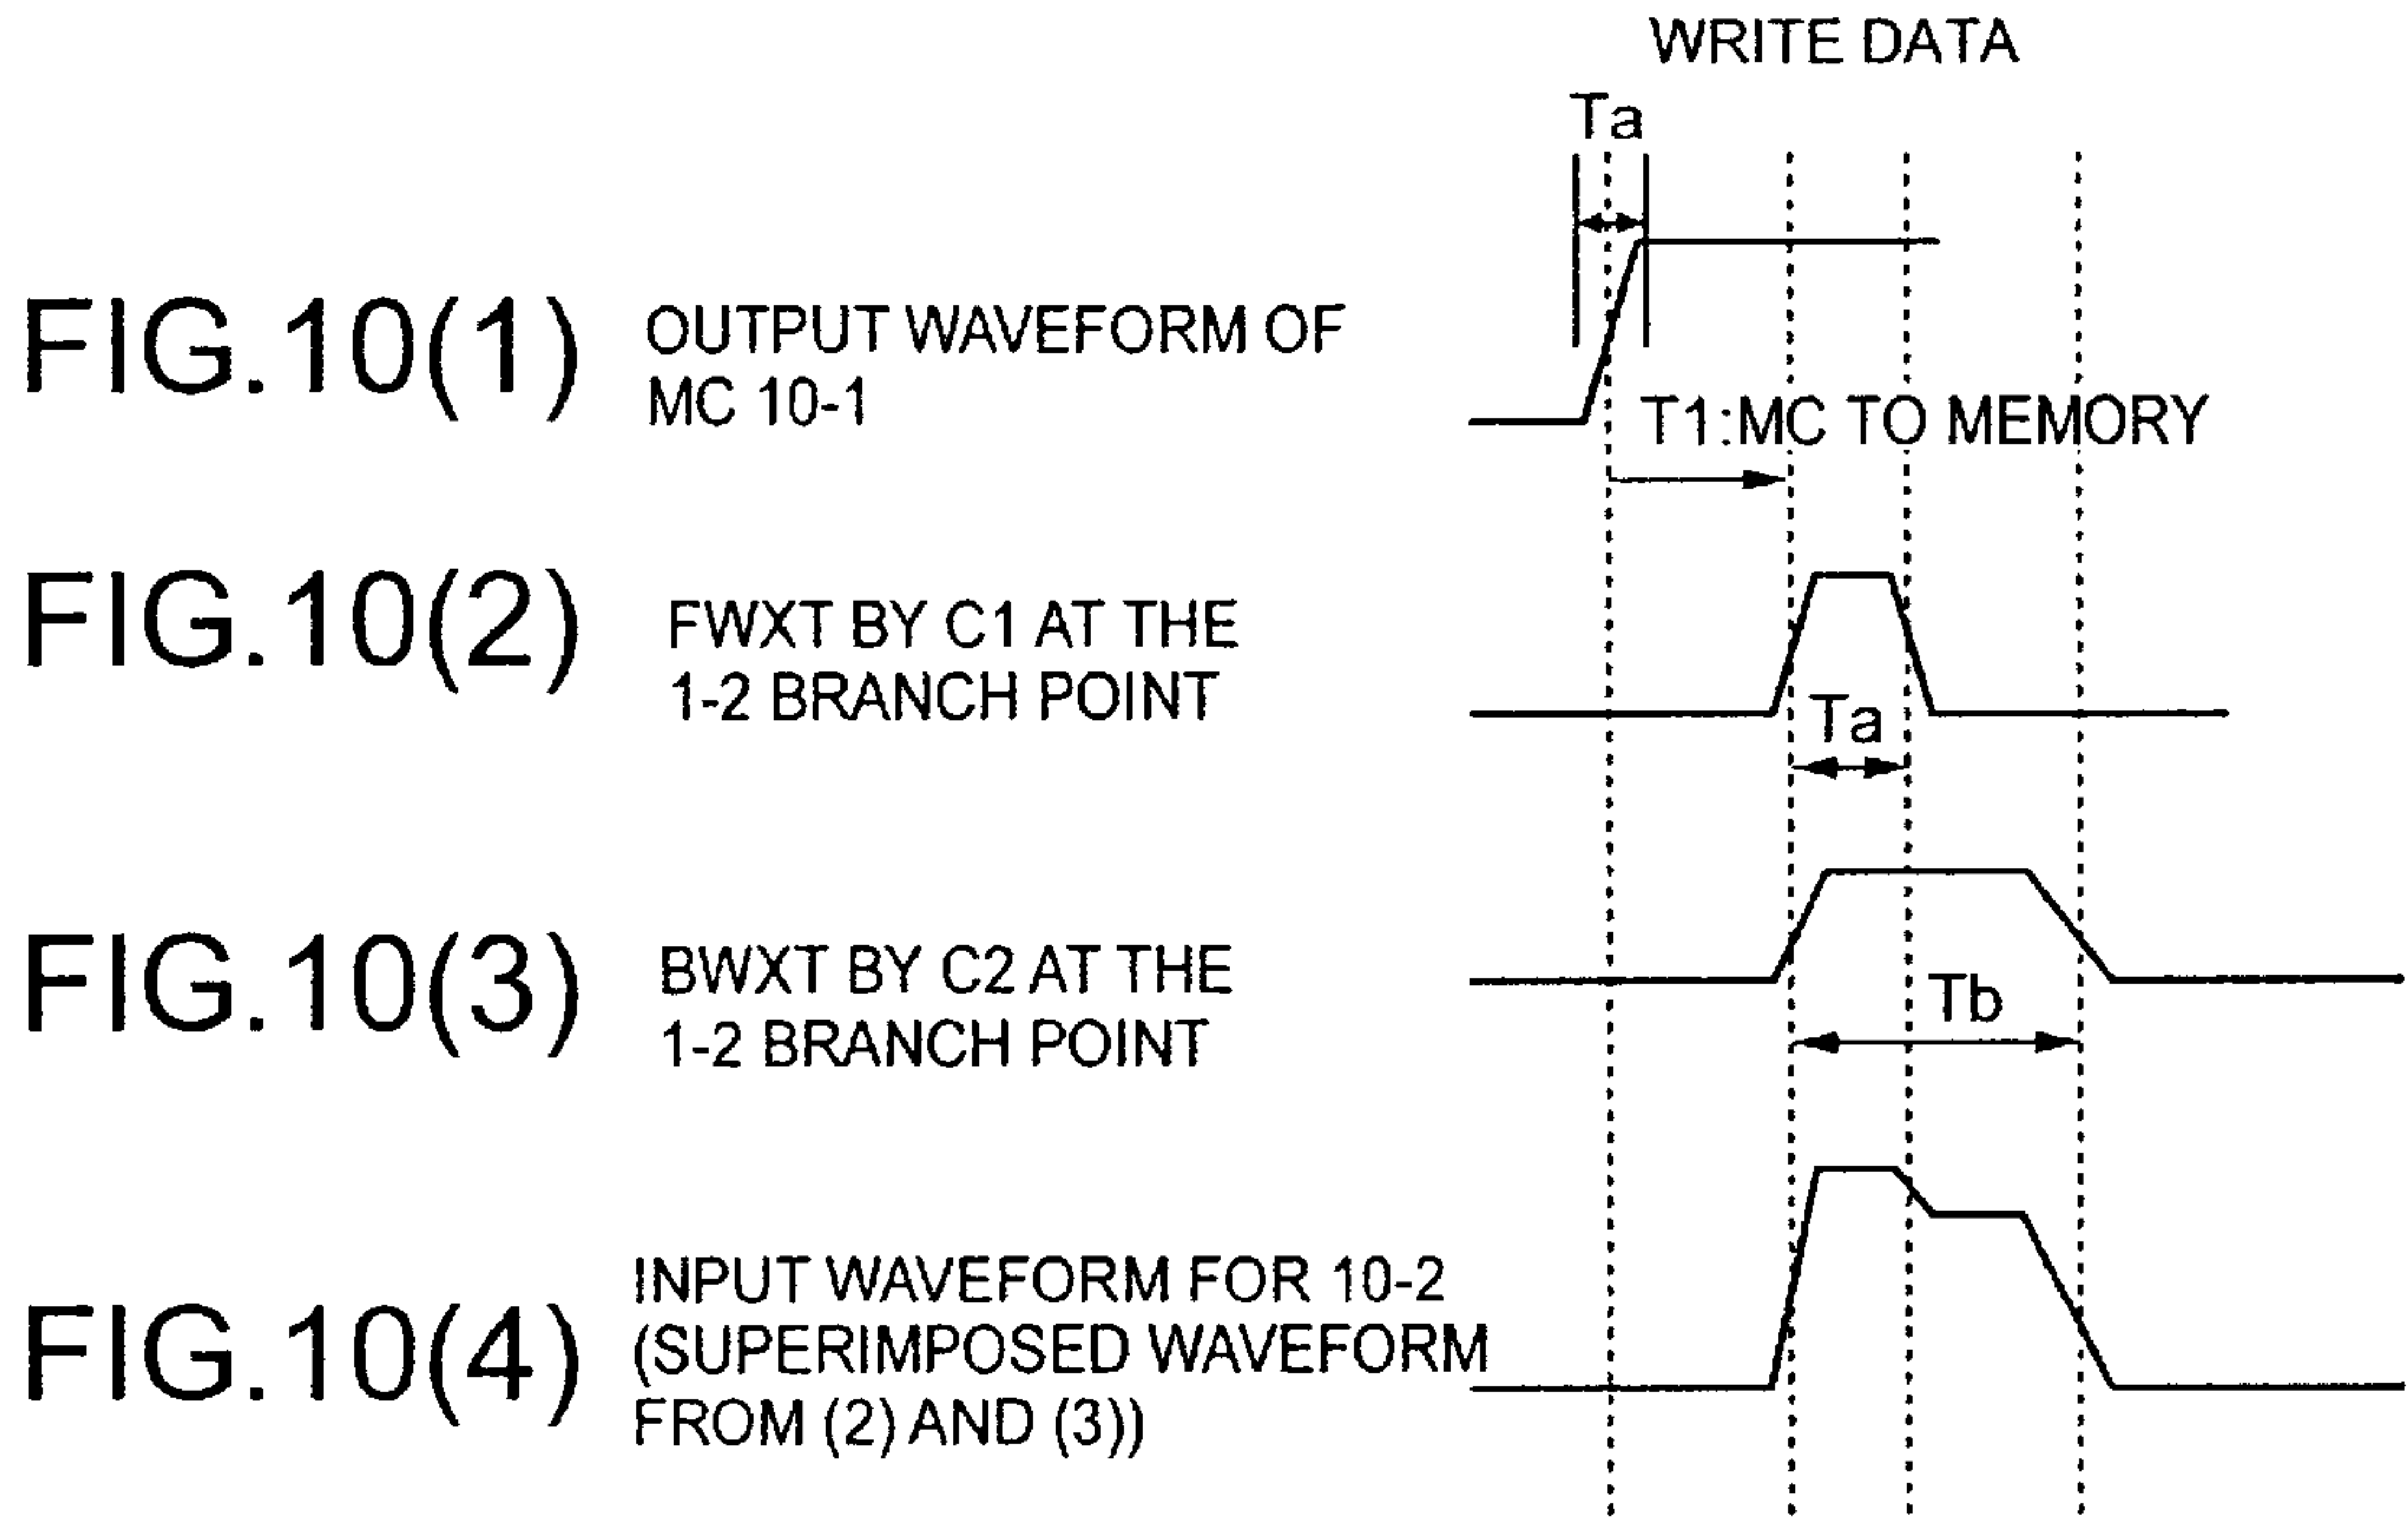 WRITE DATA
Ta
FIG.10(1)
OUTPUT WAVEFORM OF
MC 10-1
T1:MC TO MEMORY
FIG.10(2)
FWXT BY C1 AT THE
1-2 BRANCH POINT
Ta
FIG.10(3)
BWXT BY C2 AT THE
1-2 BRANCH POINT
Tb
FIG.10(4)
INPUT WAVEFORM FOR 10-2
(SUPERIMPOSED WAVEFORM
FROM (2) AND (3))